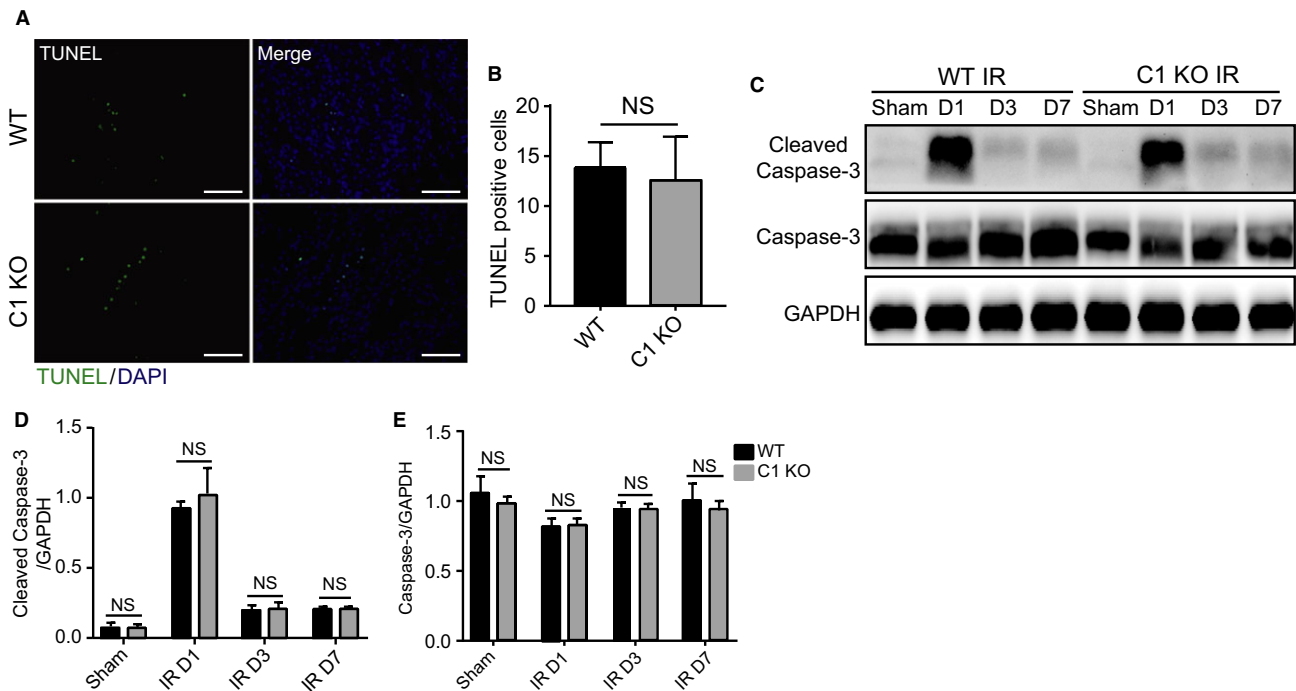 A
TUNEL
Merge
WT
C1 KO
TUNEL/DAPI
B
TUNEL positive cells
20
15
10
5
0
NS
WT
C1 KO
C
WT IR
C1 KO IR
Sham D1 D3 D7 Sham D1 D3 D7
Cleaved
Caspase-3
Caspase-3
GAPDH
D
Cleaved Caspase-3
/GAPDH
1.5
1.0
0.5
0.0
NS
NS
NS
NS
Sham
IR D1
IR D3
IR D7
E
Caspase-3/GAPDH
1.5
1.0
0.5
0.0
NS
NS
NS
NS
Sham
IR D1
IR D3
IR D7
WT
C1 KO